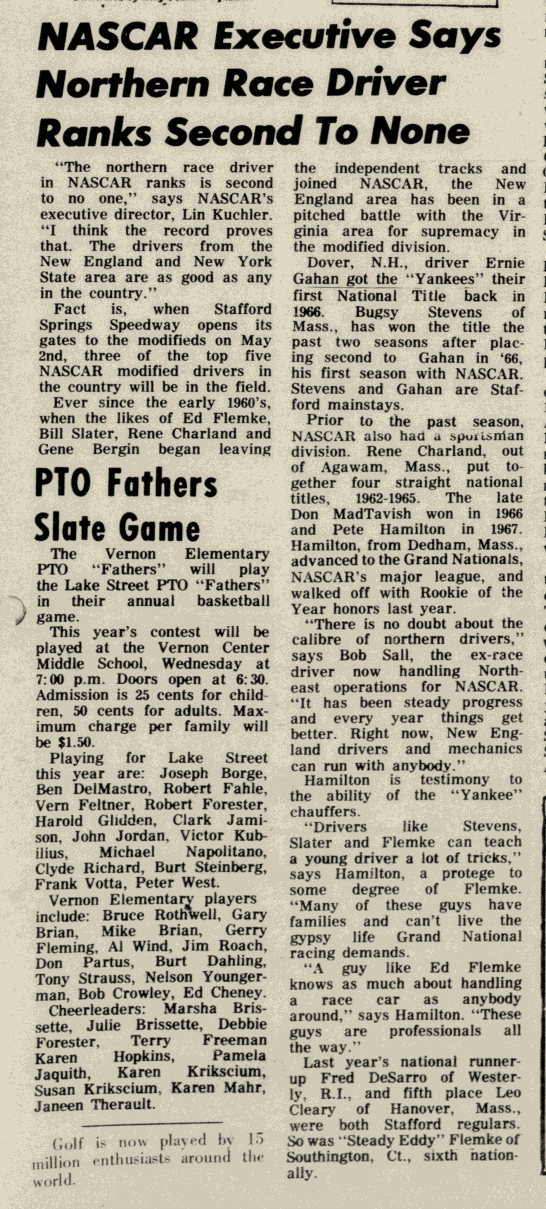 NASCAR Executive Says
Northern Race Driver
Ranks Second To None
"The northern race driver
in NASCAR ranks is second
to no one," says NASCAR's
executive director, Lin Kuchler.
"I think the record proves
that. The drivers from the
New England and New York
State area are as good as any
in the country."
Fact is, when Stafford
Springs Speedway opens its
gates to the modifieds on May
2nd, three of the top five
NASCAR modified drivers in
the country will be in the field.
Ever since the early 1960's,
when the likes of Ed Flemke,
Bill Slater, Rene Charland and
Gene Bergin began leaving
the independent tracks and
joined NASCAR, the New
England area has been in a
pitched battle with the Vir-
ginia area for supremacy in
the modified division.
Dover, N.H., driver Ernie
Gahan got the "Yankees" their
first National Title back in
1966. Bugsy Stevens of
Mass., has won the title the
past two seasons after plac-
ing second to Gahan in '66,
his first season with NASCAR.
Stevens and Gahan are Staf-
ford mainstays.
Prior to the past season,
NASCAR also had a sportsman
division. Rene Charland, out
of Agawam, Mass., put to-
gether four straight national
titles, 1962-1965. The late
Don MadTavish won in 1966
and Pete Hamilton in 1967.
Hamilton, from Dedham, Mass.,
advanced to the Grand Nationals,
NASCAR's major league, and
walked off with Rookie of the
Year honors last year.
"There is no doubt about the
calibre of northern drivers,"
says Bob Sall, the ex-race
driver now handling North-
east operations for NASCAR.
"It has been steady progress
and every year things get
better. Right now, New Eng-
land drivers and mechanics
can run with anybody."
Hamilton is testimony to
the ability of the "Yankee"
chauffers.
"Drivers like Stevens,
Slater and Flemke can teach
a young driver a lot of tricks,"
says Hamilton, a protege to
some degree of Flemke.
"Many of these guys have
families and can't live the
gypsy life Grand National
racing demands.
"A guy like Ed Flemke
knows as much about handling
a race car as anybody
around," says Hamilton. "These
guys are professionals all
the way."
Last year's national runner-
up Fred DeSarro of Wester-
ly, R.I., and fifth place Leo
Cleary of Hanover, Mass.,
were both Stafford regulars.
So was "Steady Eddy" Flemke of
Southington, Ct., sixth nation-
ally.
PTO Fathers
Slate Game
The Vernon Elementary
PTO "Fathers" will play
the Lake Street PTO "Fathers"
in their annual basketball
game.
This year's contest will be
played at the Vernon Center
Middle School, Wednesday at
7:00 p.m. Doors open at 6:30.
Admission is 25 cents for child-
ren, 50 cents for adults. Max-
imum charge per family will
be $1.50.
Playing for Lake Street
this year are: Joseph Borge,
Ben DelMastro, Robert Fahle,
Vern Feltner, Robert Forester,
Harold Glidden, Clark Jami-
son, John Jordan, Victor Kub-
ilius, Michael Napolitano,
Clyde Richard, Burt Steinberg,
Frank Votta, Peter West.
Vernon Elementary players
include: Bruce Rothwell, Gary
Brian, Mike Brian, Gerry
Fleming, Al Wind, Jim Roach,
Don Partus, Burt Dahling,
Tony Strauss, Nelson Younger-
man, Bob Crowley, Ed Cheney.
Cheerleaders: Marsha Bris-
sette, Julie Brissette, Debbie
Forester, Terry Freeman
Karen Hopkins, Pamela
Jaquith, Karen Krikscium,
Susan Krikscium, Karen Mahr,
Janeen Therault.
Golf is now played by 15
million enthusiasts around the
world.